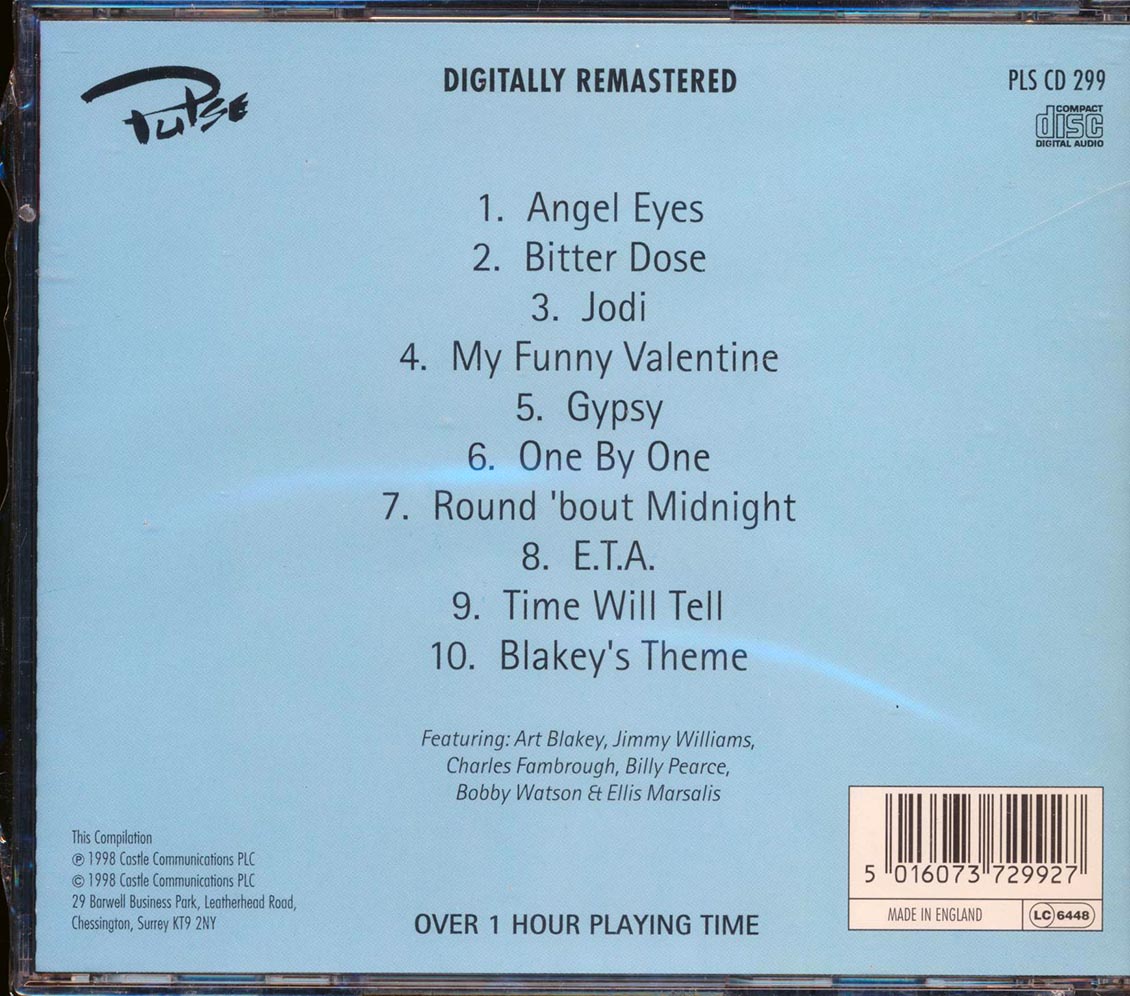 Pulse
DIGITALLY REMASTERED
PLS CD 299
COMPACT
disc
DIGITAL AUDIO
1. Angel Eyes
2. Bitter Dose
3. Jodi
4. My Funny Valentine
5. Gypsy
6. One By One
7. Round 'bout Midnight
8. E.T.A.
9. Time Will Tell
10. Blakey's Theme
Featuring: Art Blakey, Jimmy Williams,
Charles Fambrough, Billy Pearce,
Bobby Watson & Ellis Marsalis
This Compilation
℗ 1998 Castle Communications PLC
© 1998 Castle Communications PLC
29 Barwell Business Park, Leatherhead Road,
Chessington, Surrey KT9 2NY
OVER 1 HOUR PLAYING TIME
5 016073 729927
MADE IN ENGLAND
LC 6448